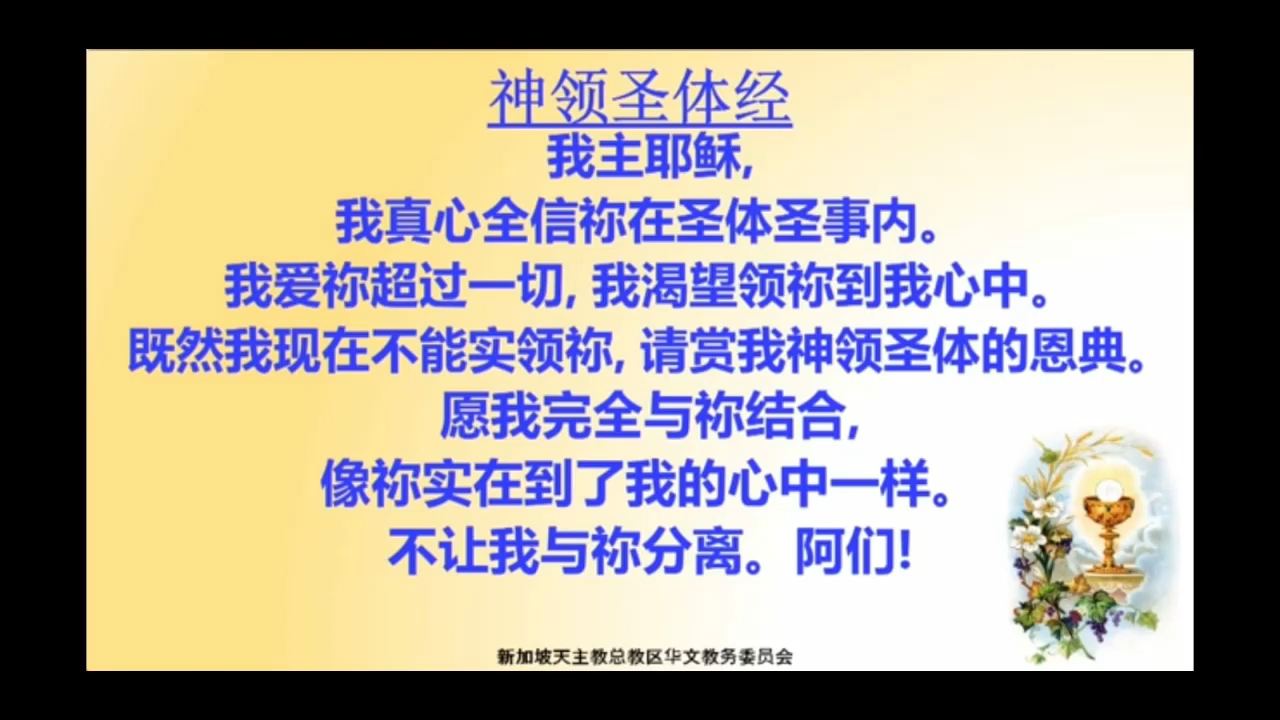 神领圣体经
我主耶稣,
我真心全信祢在圣体圣事内。
我爱祢超过一切, 我渴望领祢到我心中。
既然我现在不能实领祢, 请赏我神领圣体的恩典。
愿我完全与祢结合,
像祢实在到了我的心中一样。
不让我与祢分离。阿们!
新加坡天主教总教区华文教务委员会